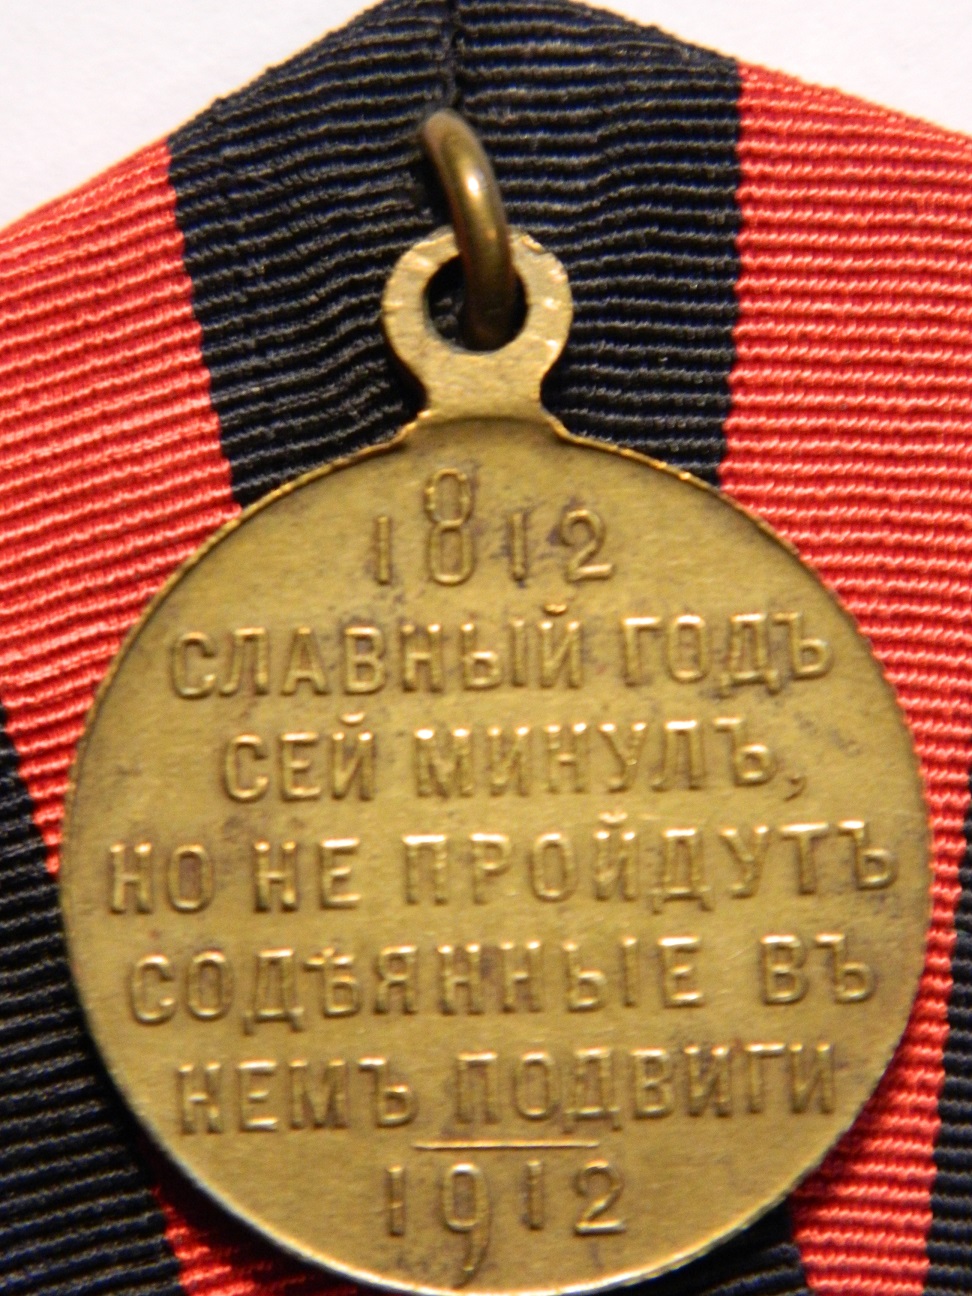 1812
СЛАВНЫЙ ГОДЪ
СЕЙ МИНУЛЪ,
НО НЕ ПРОЙДУТЪ
СОДѢЯННЫЕ ВЪ
НЕМЪ ПОДВИГИ
1912